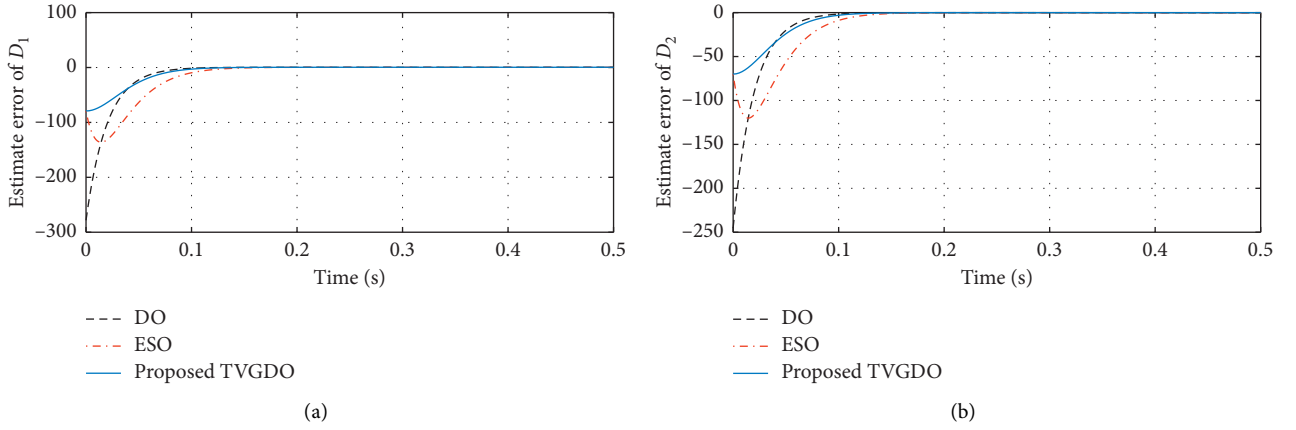 Estimate error of D1
100
0
−100
−200
−300
0
0.1
0.2
0.3
0.4
0.5
Time (s)
DO
ESO
Proposed TVGDO
(a)
Estimate error of D2
0
−50
−100
−150
−200
−250
0
0.1
0.2
0.3
0.4
0.5
Time (s)
DO
ESO
Proposed TVGDO
(b)